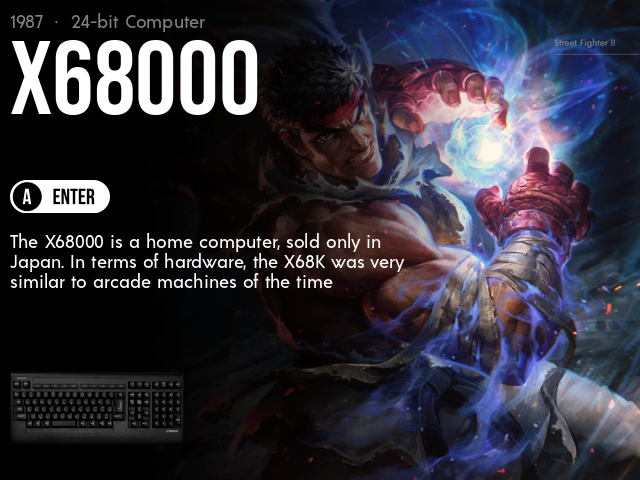 1987 · 24-bit Computer
X68000
Street Fighter II
A ENTER
The X68000 is a home computer, sold only in
Japan. In terms of hardware, the X68K was very
similar to arcade machines of the time